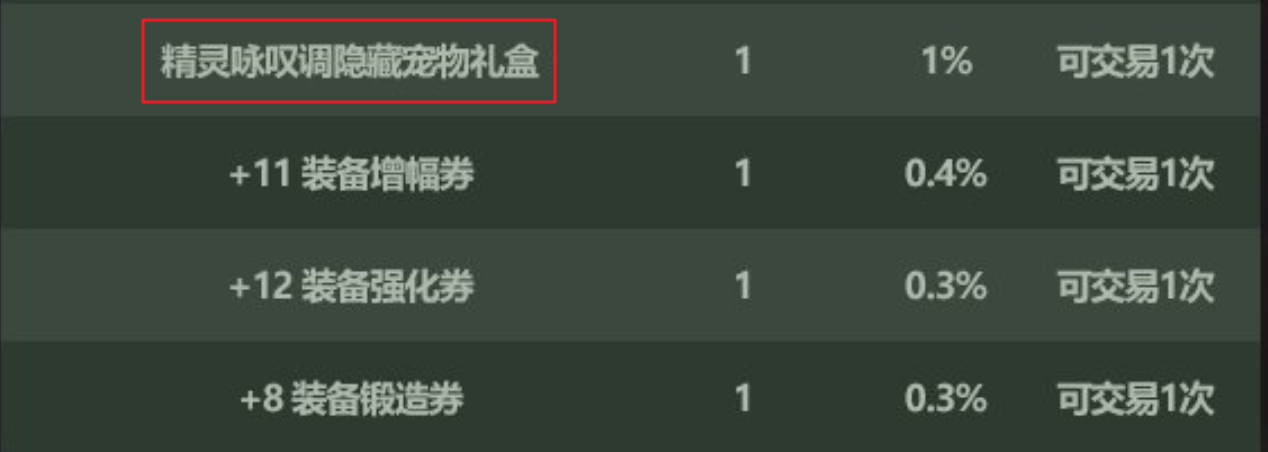 精灵咏叹调隐藏宠物礼盒 1 1% 可交易1次
+11 装备增幅券 1 0.4% 可交易1次
+12 装备强化券 1 0.3% 可交易1次
+8 装备锻造券 1 0.3% 可交易1次